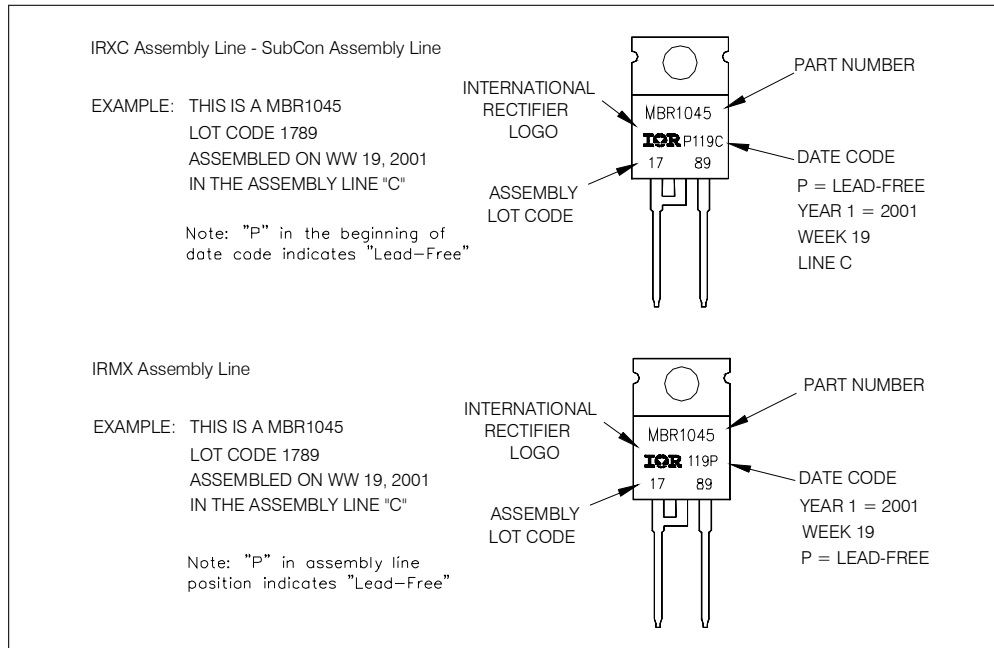 IRXC Assembly Line - SubCon Assembly Line
EXAMPLE: THIS IS A MBR1045
LOT CODE 1789
ASSEMBLED ON WW 19, 2001
IN THE ASSEMBLY LINE "C"
Note: "P" in the beginning of
date code indicates "Lead-Free"
INTERNATIONAL
RECTIFIER
LOGO
ASSEMBLY
LOT CODE
MBR1045
IOR P119C
17 89
PART NUMBER
DATE CODE
P = LEAD-FREE
YEAR 1 = 2001
WEEK 19
LINE C
IRMX Assembly Line
EXAMPLE: THIS IS A MBR1045
LOT CODE 1789
ASSEMBLED ON WW 19, 2001
IN THE ASSEMBLY LINE "C"
Note: "P" in assembly line
position indicates "Lead-Free"
INTERNATIONAL
RECTIFIER
LOGO
ASSEMBLY
LOT CODE
MBR1045
IOR 119P
17 89
PART NUMBER
DATE CODE
YEAR 1 = 2001
WEEK 19
P = LEAD-FREE